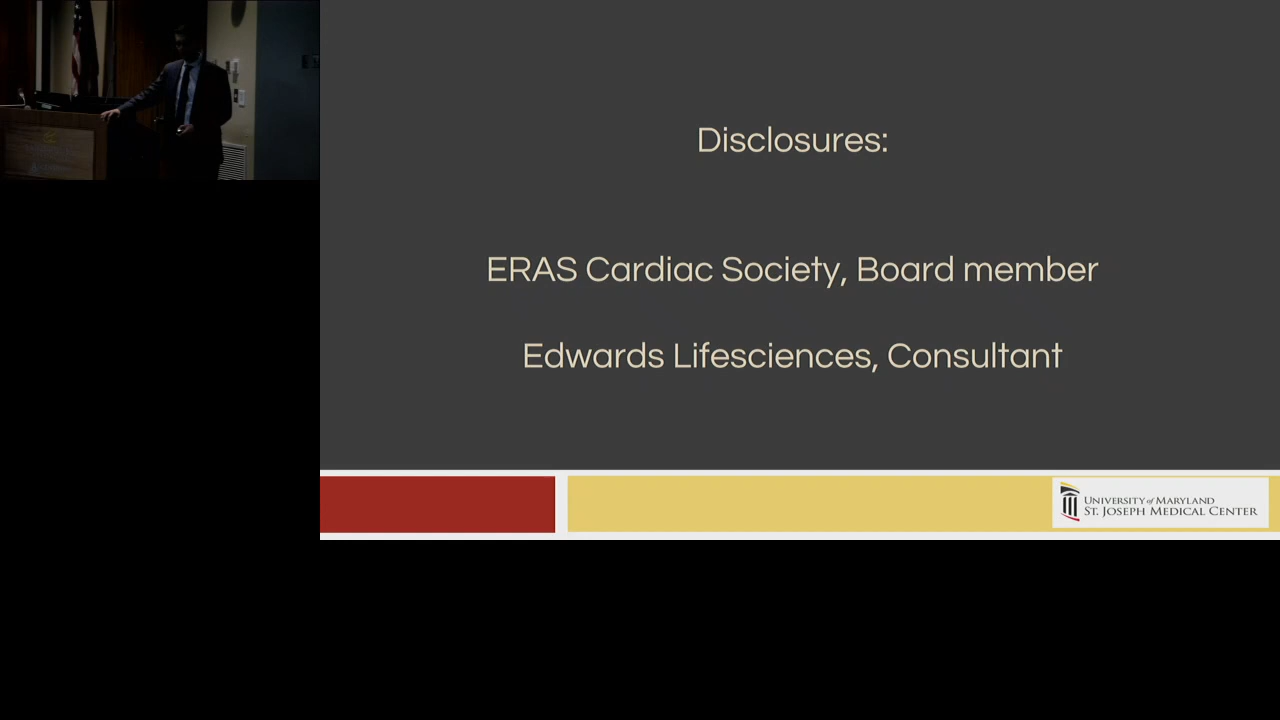 Disclosures:
ERAS Cardiac Society, Board member
Edwards Lifesciences, Consultant
UNIVERSITY of MARYLAND
ST. JOSEPH MEDICAL CENTER